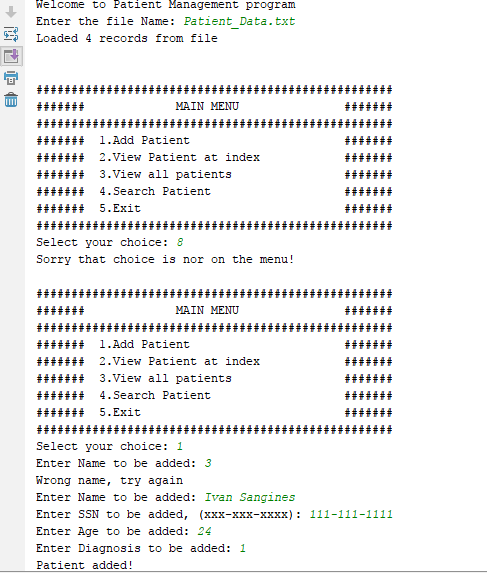 Welcome to Patient Management program
Enter the file Name: Patient_Data.txt
Loaded 4 records from file
###################################################
####### MAIN MENU #######
###################################################
####### 1.Add Patient #######
####### 2.View Patient at index #######
####### 3.View all patients #######
####### 4.Search Patient #######
####### 5.Exit #######
###################################################
Select your choice: 8
Sorry that choice is nor on the menu!
###################################################
####### MAIN MENU #######
###################################################
####### 1.Add Patient #######
####### 2.View Patient at index #######
####### 3.View all patients #######
####### 4.Search Patient #######
####### 5.Exit #######
###################################################
Select your choice: 1
Enter Name to be added: 3
Wrong name, try again
Enter Name to be added: Ivan Sangines
Enter SSN to be added, (xxx-xxx-xxxx): 111-111-1111
Enter Age to be added: 24
Enter Diagnosis to be added: 1
Patient added!